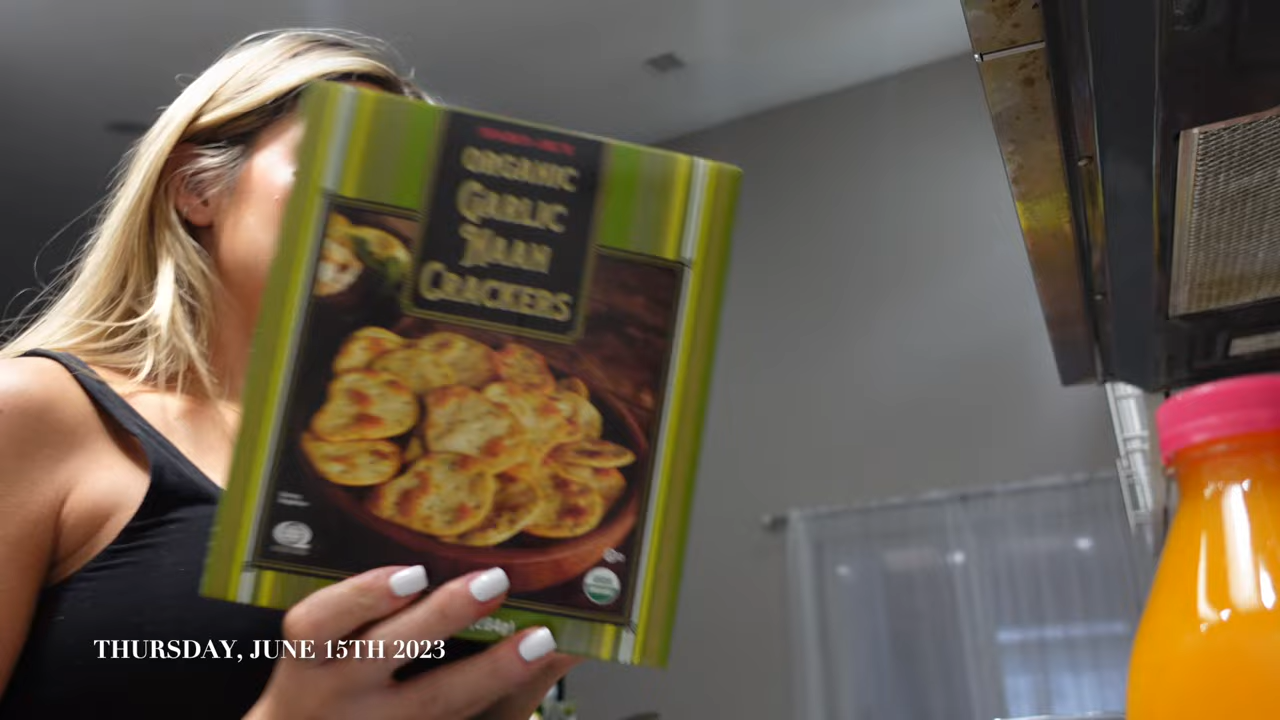 ORGANIC
GARLIC
NAAN
CRACKERS
THURSDAY, JUNE 15TH 2023